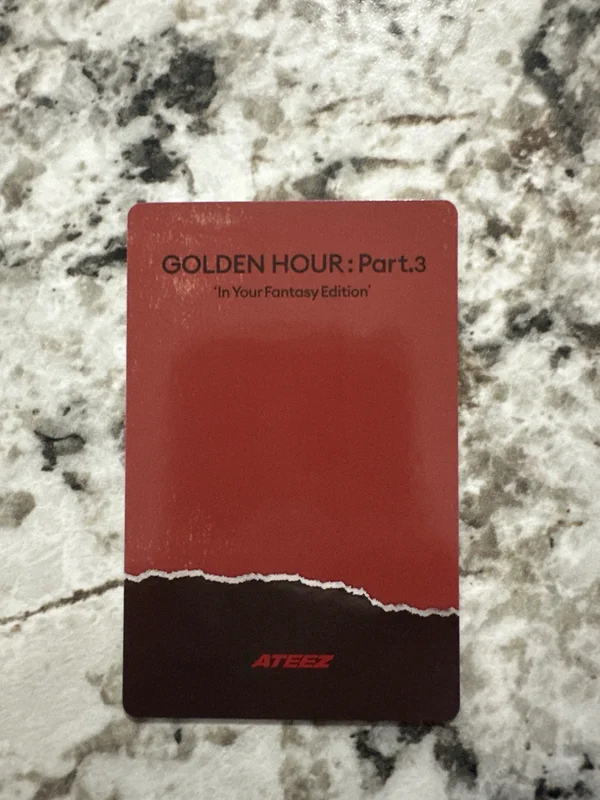 GOLDEN HOUR : Part.3
‘In Your Fantasy Edition’
ATEEZ